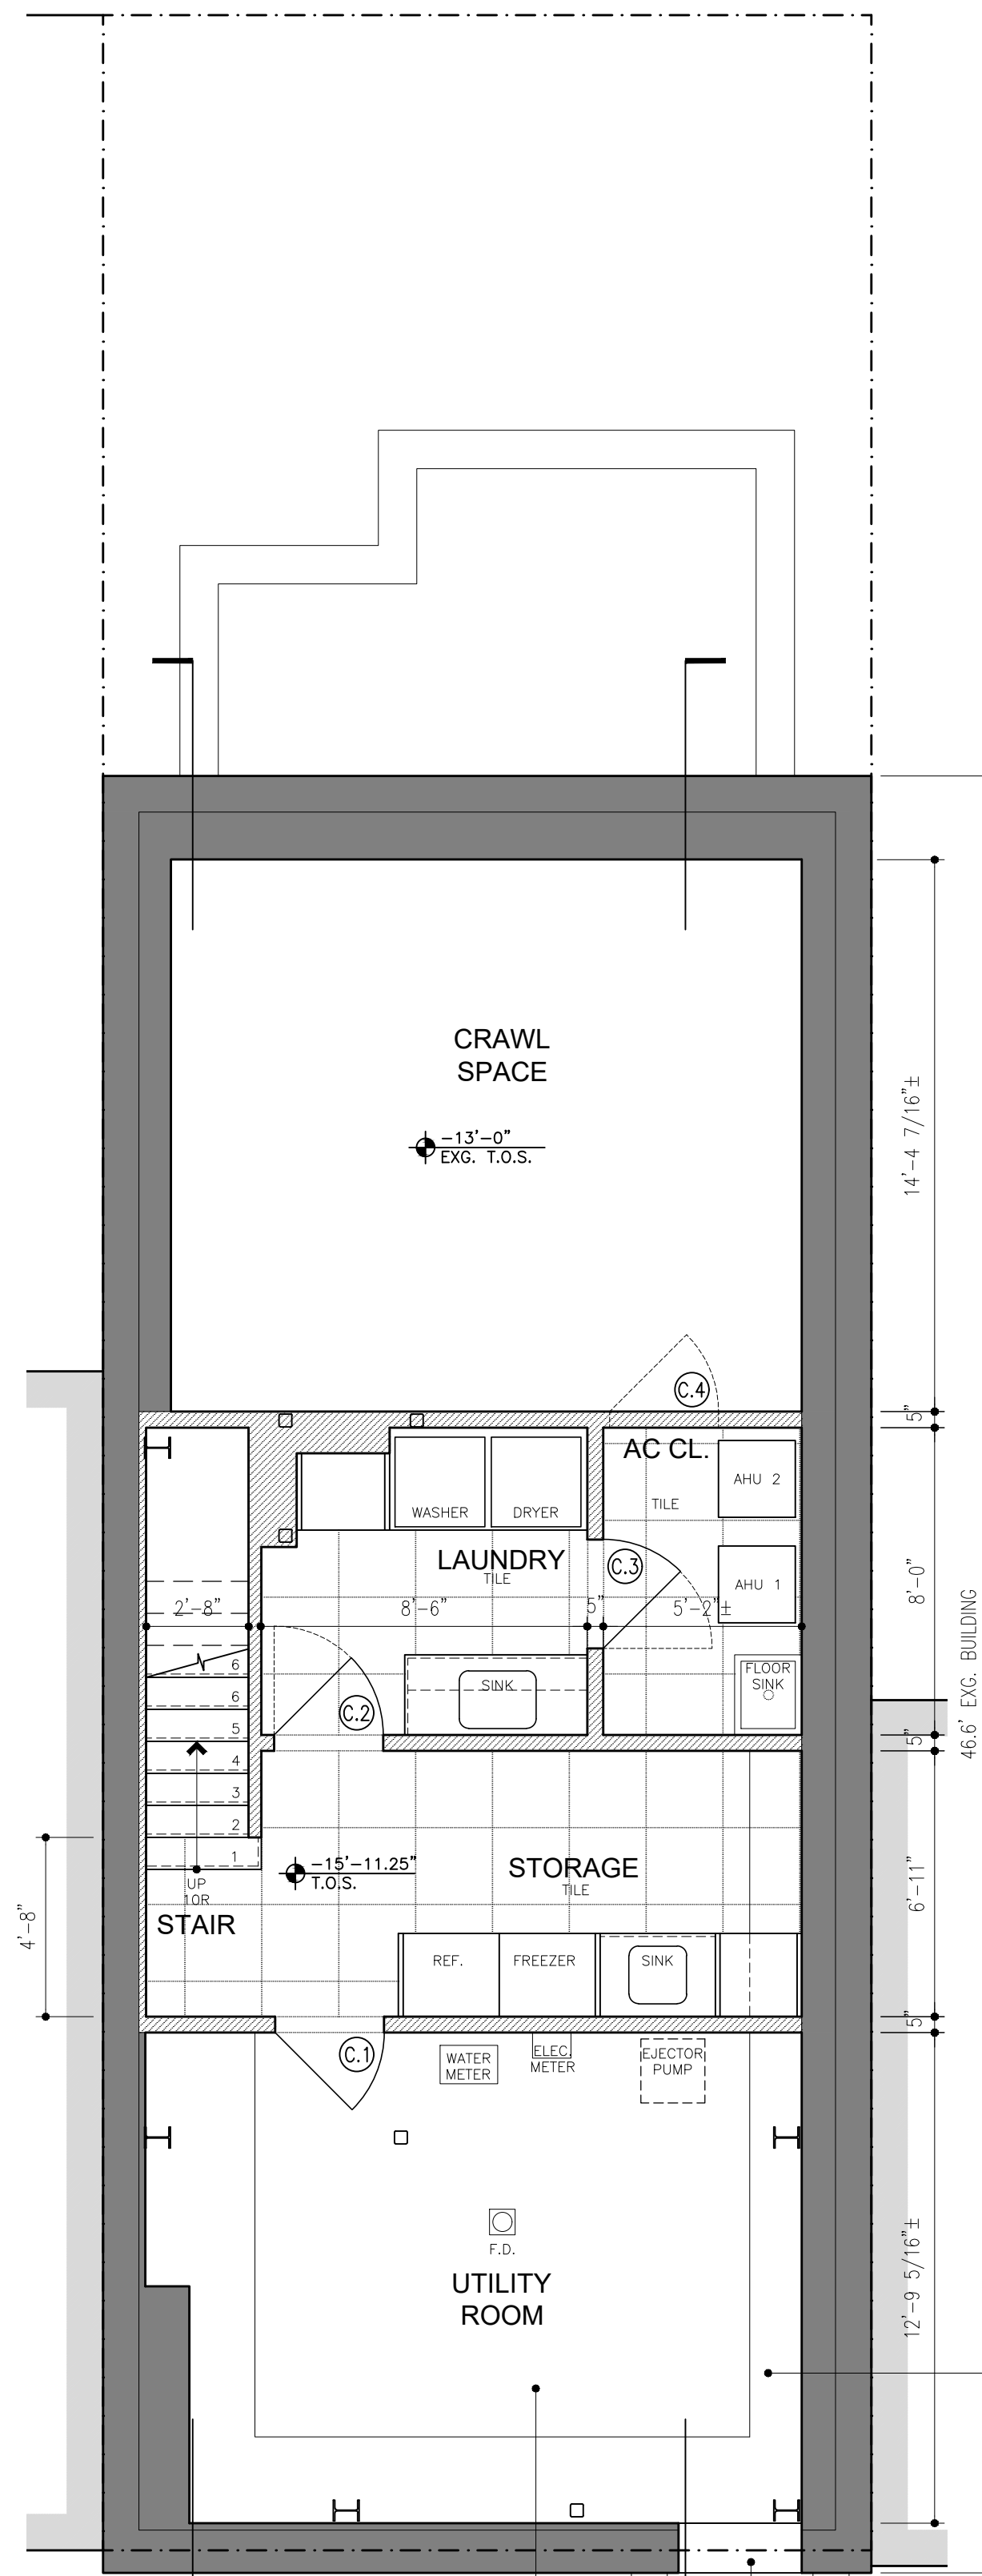 CRAWL
SPACE
-13'-0"
EXG. T.O.S.
14'-4 7/16"±
C.4
5"
AC CL.
AHU 2
TILE
WASHER
DRYER
LAUNDRY
TILE
C.3
AHU 1
2'-8"
8'-6"
5"
5'-2"±
8'-0"
46.6' EXG. BUILDING
6
6
5
4
3
2
1
C.2
SINK
FLOOR
SINK
5"
-15'-11.25"
T.O.S.
STORAGE
TILE
UP
10R
STAIR
4'-8"
6'-11"
REF.
FREEZER
SINK
5"
C.1
WATER
METER
ELEC.
METER
EJECTOR
PUMP
F.D.
UTILITY
ROOM
12'-9 5/16"±